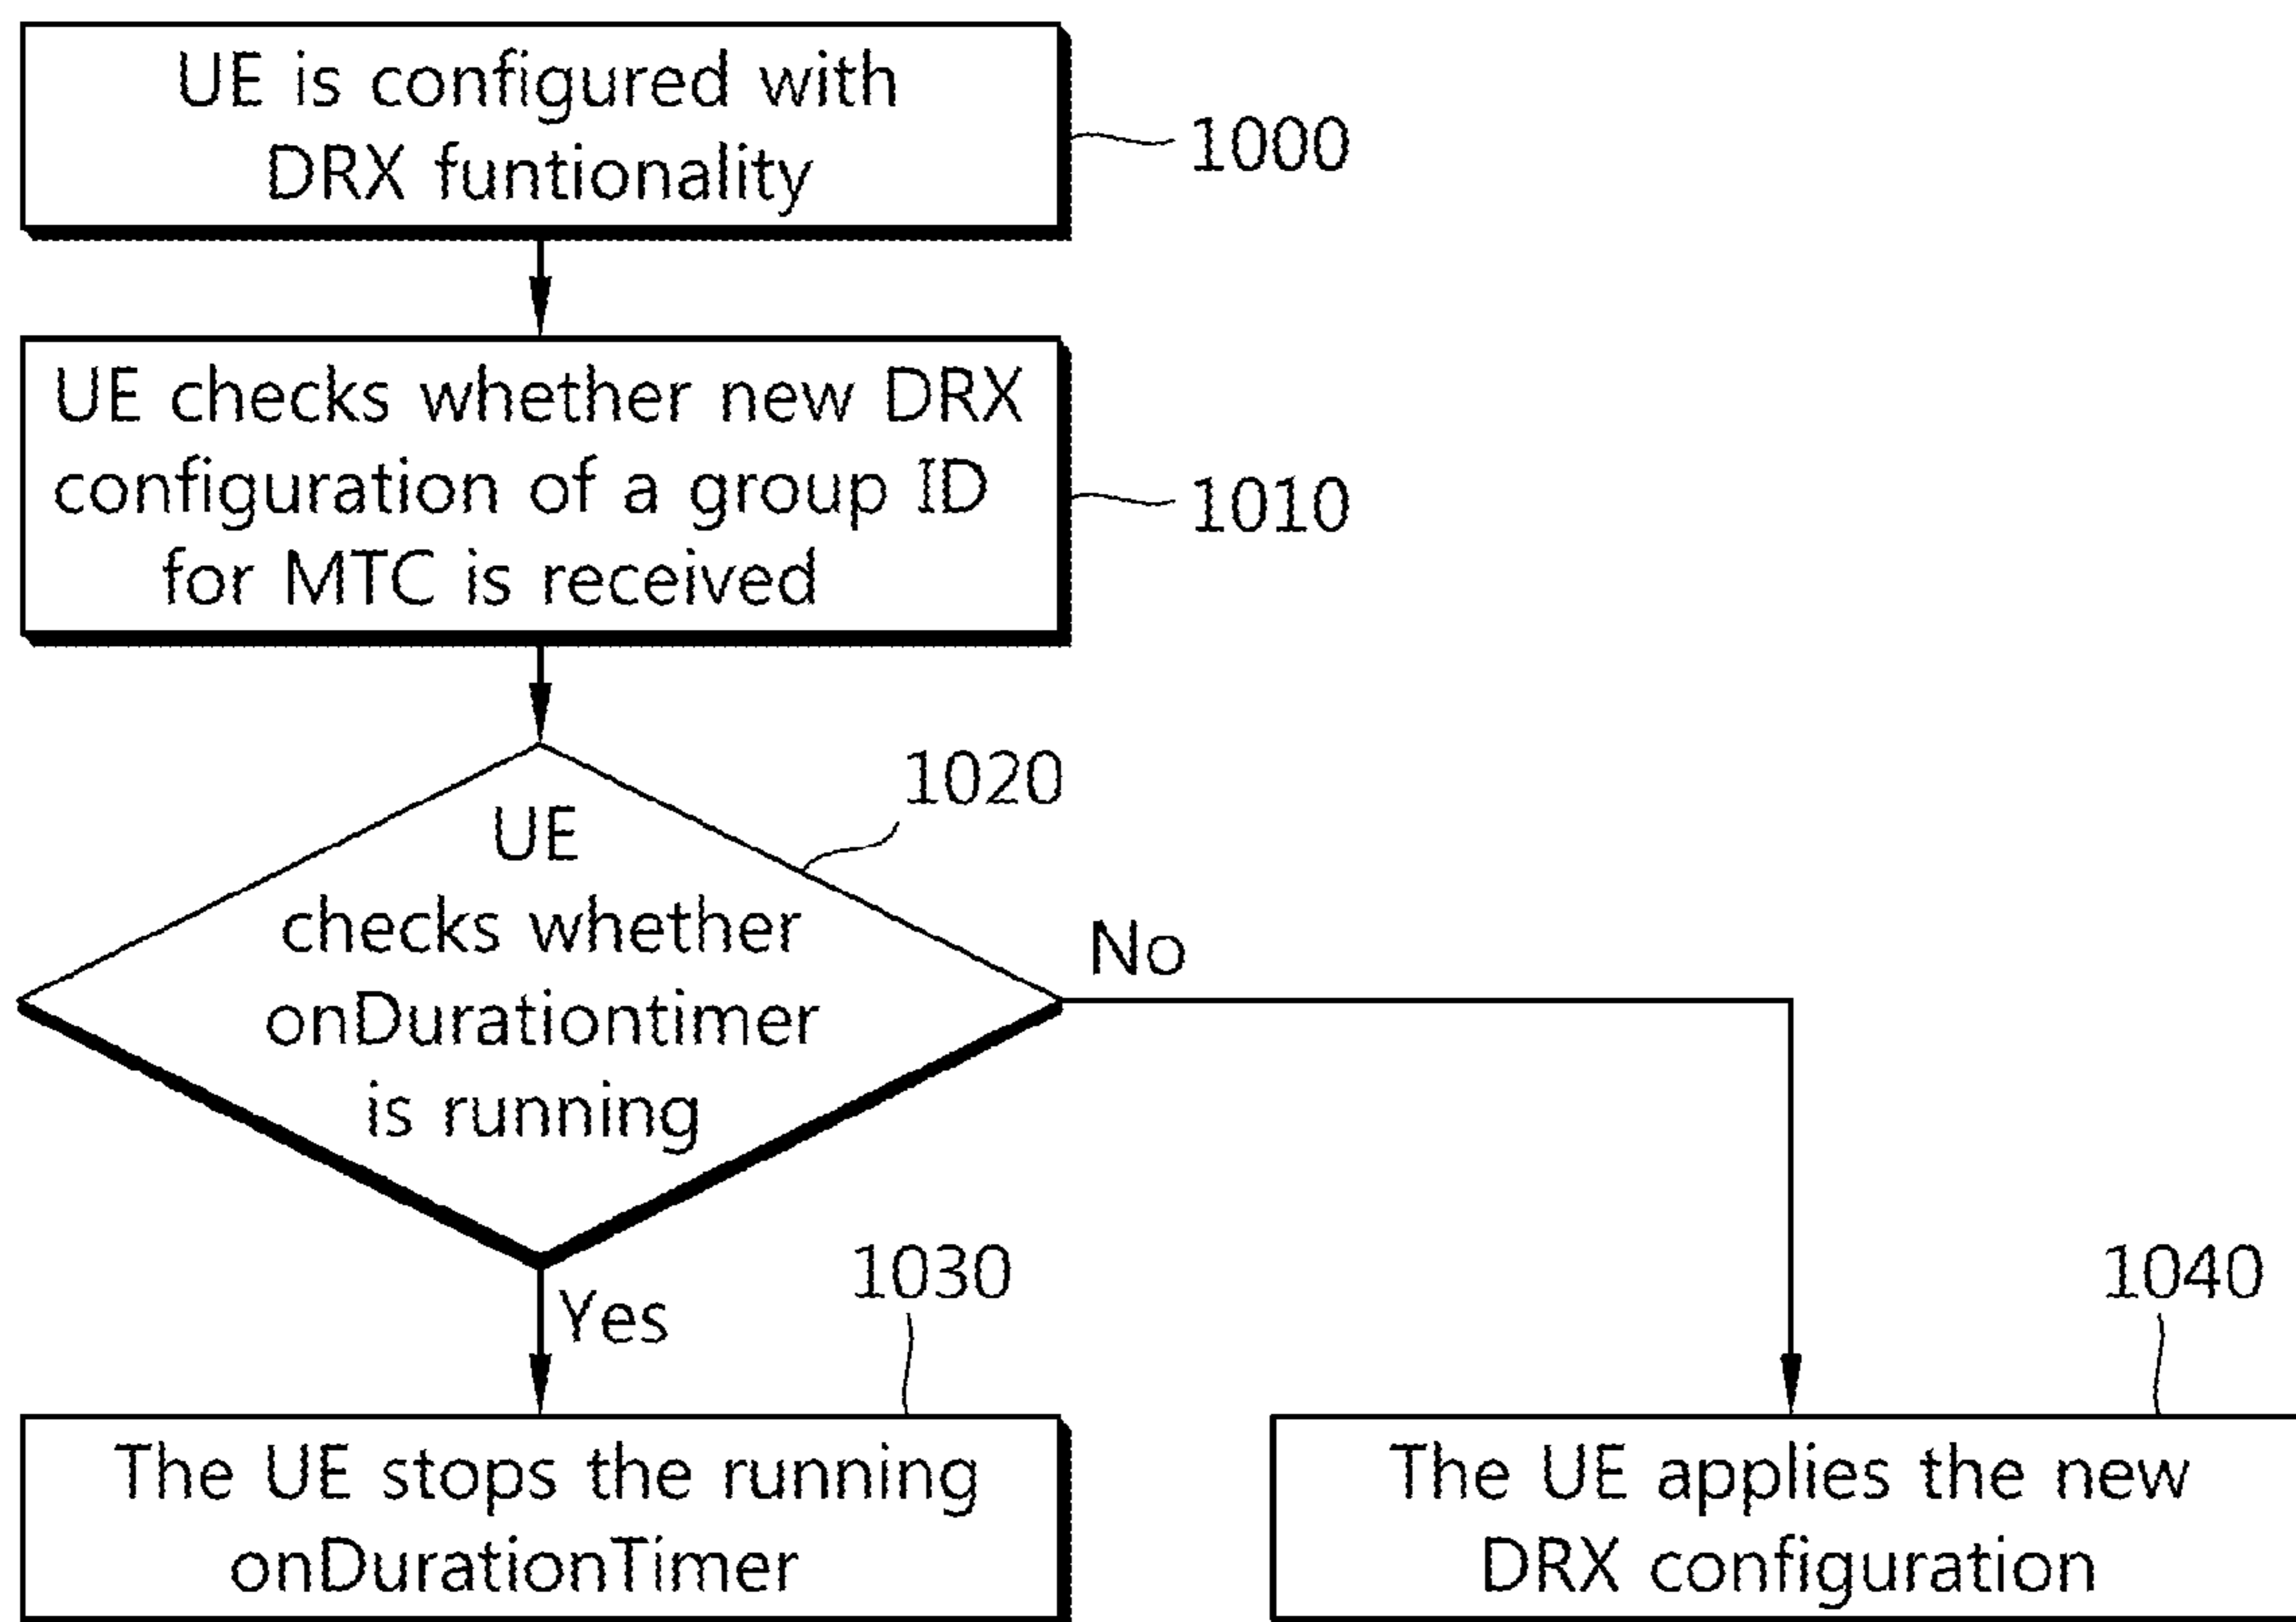 UE is configured with
DRX funtionality
1000
UE checks whether new DRX
configuration of a group ID
for MTC is received
1010
1020
UE
checks whether
onDurationtimer
is running
No
Yes
1030
1040
The UE stops the running
onDurationTimer
The UE applies the new
DRX configuration